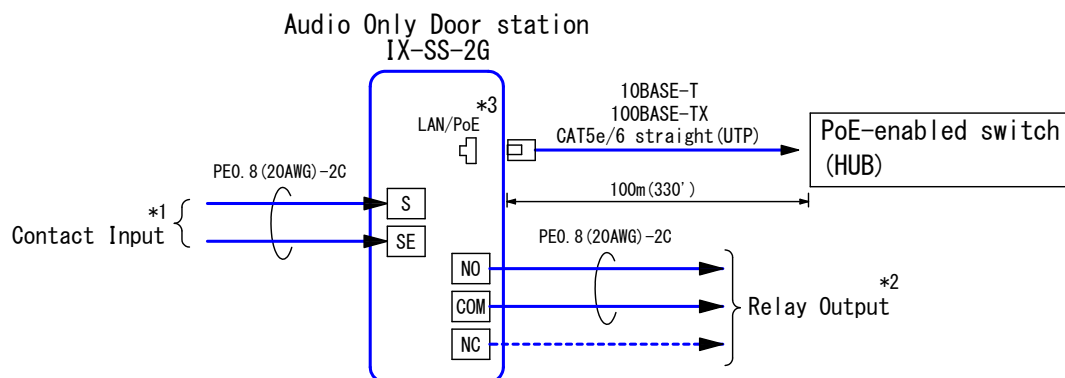 Audio Only Door station
IX-SS-2G
*3
LAN/PoE
10BASE-T
100BASE-TX
CAT5e/6 straight(UTP)
PoE-enabled switch
(HUB)
100m(330')
PE0.8(20AWG)-2C
*1
Contact Input
S
SE
PE0.8(20AWG)-2C
NO
COM
NC
Relay Output
*2